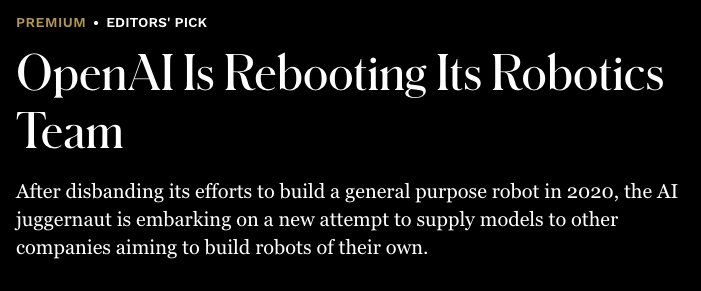 PREMIUM • EDITORS' PICK
OpenAI Is Rebooting Its Robotics
Team
After disbanding its efforts to build a general purpose robot in 2020, the AI
juggernaut is embarking on a new attempt to supply models to other
companies aiming to build robots of their own.